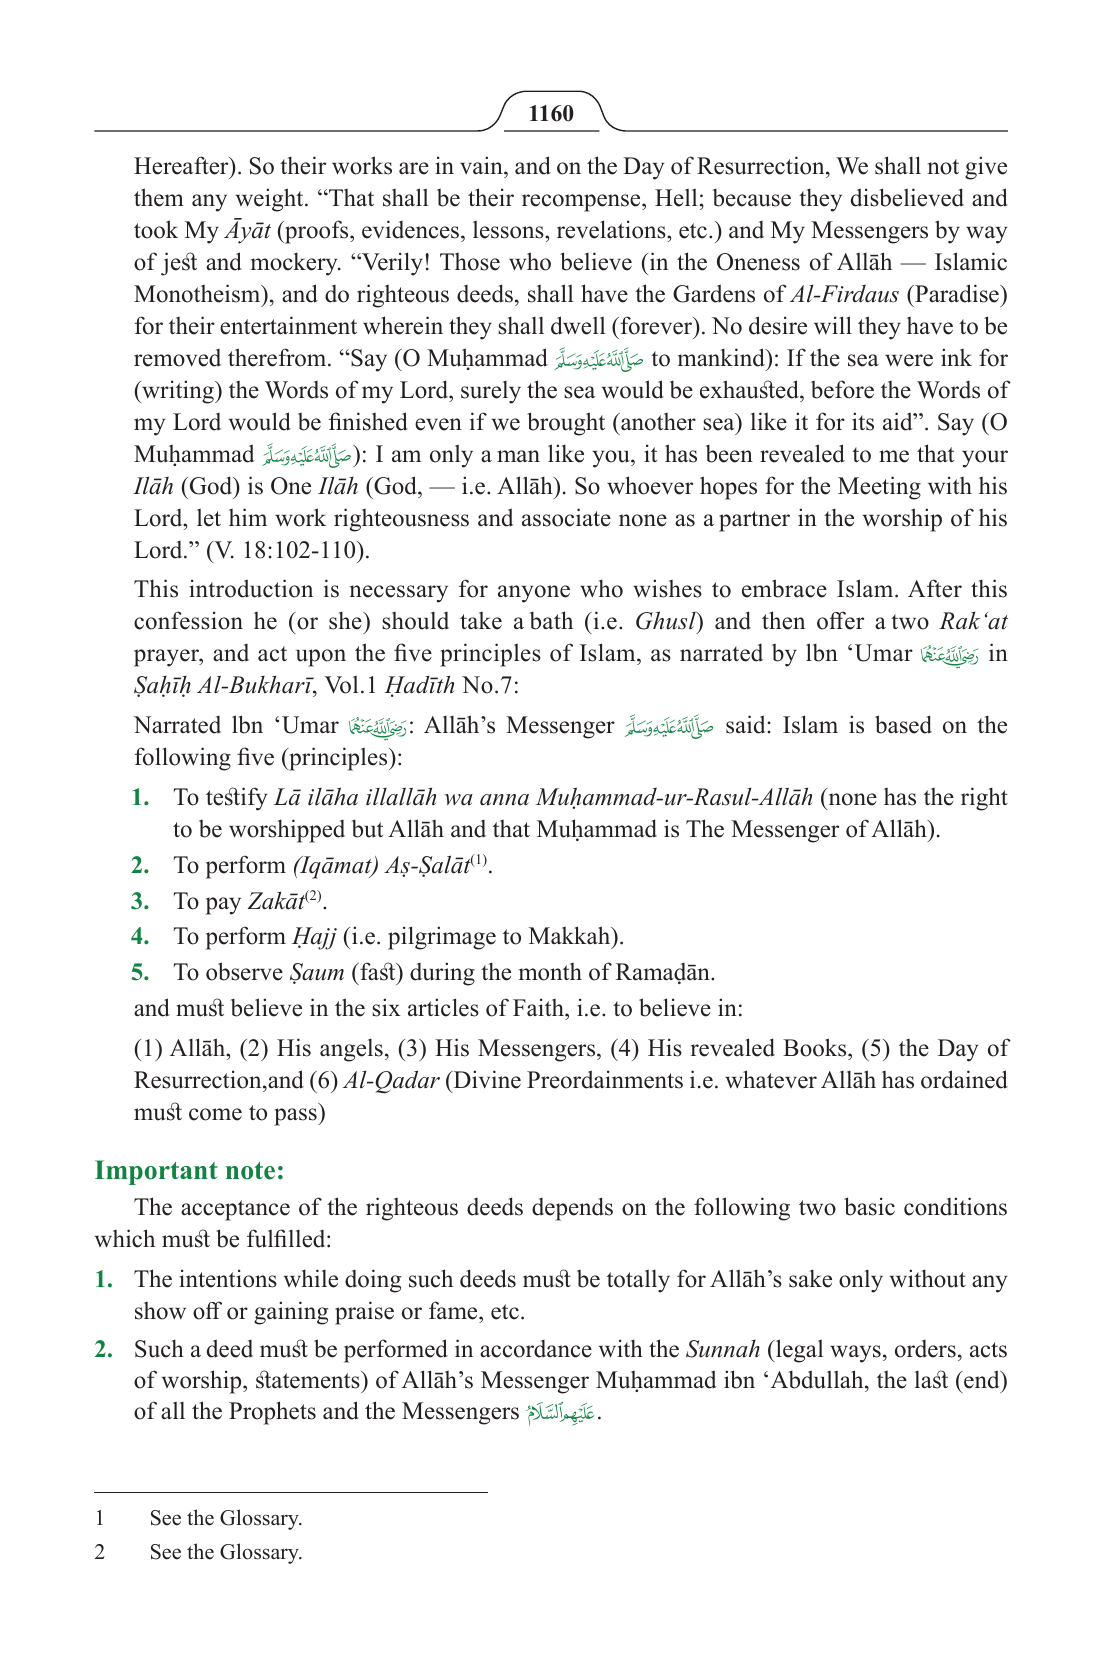 1160
Hereafter). So their works are in vain, and on the Day of Resurrection, We shall not give
them any weight. “That shall be their recompense, Hell; because they disbelieved and
took My Āyāt (proofs, evidences, lessons, revelations, etc.) and My Messengers by way
of jest and mockery. “Verily! Those who believe (in the Oneness of Allāh — Islamic
Monotheism), and do righteous deeds, shall have the Gardens of Al-Firdaus (Paradise)
for their entertainment wherein they shall dwell (forever). No desire will they have to be
removed therefrom. “Say (O Muḥammad صَلَّى اللَّهُ عَلَيْهِ وَسَلَّمَ to mankind): If the sea were ink for
(writing) the Words of my Lord, surely the sea would be exhausted, before the Words of
my Lord would be finished even if we brought (another sea) like it for its aid”. Say (O
Muḥammad صَلَّى اللَّهُ عَلَيْهِ وَسَلَّمَ): I am only a man like you, it has been revealed to me that your
Ilāh (God) is One Ilāh (God, — i.e. Allāh). So whoever hopes for the Meeting with his
Lord, let him work righteousness and associate none as a partner in the worship of his
Lord.” (V. 18:102-110).
This introduction is necessary for anyone who wishes to embrace Islam. After this
confession he (or she) should take a bath (i.e. Ghusl) and then offer a two Rak‘at
prayer, and act upon the five principles of Islam, as narrated by lbn ‘Umar رَضِيَ اللَّهُ عَنْهُمَا in
Ṣaḥīḥ Al-Bukharī, Vol.1 Ḥadīth No.7:
Narrated lbn ‘Umar رَضِيَ اللَّهُ عَنْهُمَا: Allāh’s Messenger صَلَّى اللَّهُ عَلَيْهِ وَسَلَّمَ said: Islam is based on the
following five (principles):
1. To testify Lā ilāha illallāh wa anna Muḥammad-ur-Rasul-Allāh (none has the right
to be worshipped but Allāh and that Muḥammad is The Messenger of Allāh).
2. To perform (Iqāmat) Aṣ-Ṣalāt(1).
3. To pay Zakāt(2).
4. To perform Ḥajj (i.e. pilgrimage to Makkah).
5. To observe Ṣaum (fast) during the month of Ramaḍān.
and must believe in the six articles of Faith, i.e. to believe in:
(1) Allāh, (2) His angels, (3) His Messengers, (4) His revealed Books, (5) the Day of
Resurrection,and (6) Al-Qadar (Divine Preordainments i.e. whatever Allāh has ordained
must come to pass)
Important note:
The acceptance of the righteous deeds depends on the following two basic conditions
which must be fulfilled:
1. The intentions while doing such deeds must be totally for Allāh’s sake only without any
show off or gaining praise or fame, etc.
2. Such a deed must be performed in accordance with the Sunnah (legal ways, orders, acts
of worship, statements) of Allāh’s Messenger Muḥammad ibn ‘Abdullah, the last (end)
of all the Prophets and the Messengers عَلَيْهِمُ السَّلَامُ.
1 See the Glossary.
2 See the Glossary.